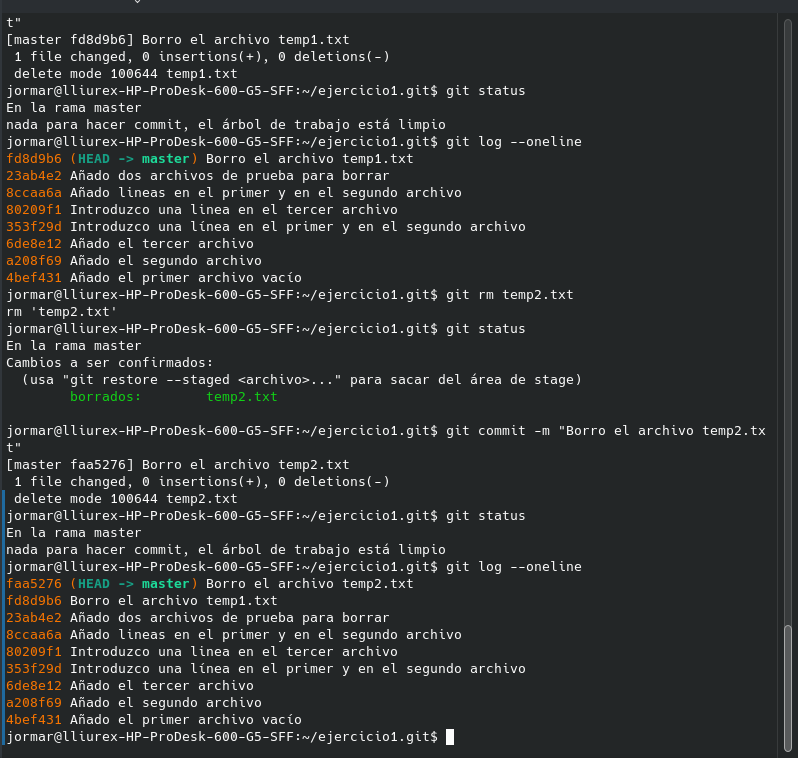 t"
[master fd8d9b6] Borro el archivo temp1.txt
 1 file changed, 0 insertions(+), 0 deletions(-)
 delete mode 100644 temp1.txt
jormar@lliurex-HP-ProDesk-600-G5-SFF:~/ejercicio1.git$ git status
En la rama master
nada para hacer commit, el árbol de trabajo está limpio
jormar@lliurex-HP-ProDesk-600-G5-SFF:~/ejercicio1.git$ git log --oneline
fd8d9b6 (HEAD -> master) Borro el archivo temp1.txt
23ab4e2 Añado dos archivos de prueba para borrar
8ccaa6a Añado lineas en el primer y en el segundo archivo
80209f1 Introduzco una linea en el tercer archivo
353f29d Introduzco una línea en el primer y en el segundo archivo
6de8e12 Añado el tercer archivo
a208f69 Añado el segundo archivo
4bef431 Añado el primer archivo vacío
jormar@lliurex-HP-ProDesk-600-G5-SFF:~/ejercicio1.git$ git rm temp2.txt
rm 'temp2.txt'
jormar@lliurex-HP-ProDesk-600-G5-SFF:~/ejercicio1.git$ git status
En la rama master
Cambios a ser confirmados:
  (usa "git restore --staged <archivo>..." para sacar del área de stage)
        borrados:        temp2.txt

jormar@lliurex-HP-ProDesk-600-G5-SFF:~/ejercicio1.git$ git commit -m "Borro el archivo temp2.tx
t"
[master faa5276] Borro el archivo temp2.txt
 1 file changed, 0 insertions(+), 0 deletions(-)
 delete mode 100644 temp2.txt
jormar@lliurex-HP-ProDesk-600-G5-SFF:~/ejercicio1.git$ git status
En la rama master
nada para hacer commit, el árbol de trabajo está limpio
jormar@lliurex-HP-ProDesk-600-G5-SFF:~/ejercicio1.git$ git log --oneline
faa5276 (HEAD -> master) Borro el archivo temp2.txt
fd8d9b6 Borro el archivo temp1.txt
23ab4e2 Añado dos archivos de prueba para borrar
8ccaa6a Añado lineas en el primer y en el segundo archivo
80209f1 Introduzco una linea en el tercer archivo
353f29d Introduzco una línea en el primer y en el segundo archivo
6de8e12 Añado el tercer archivo
a208f69 Añado el segundo archivo
4bef431 Añado el primer archivo vacío
jormar@lliurex-HP-ProDesk-600-G5-SFF:~/ejercicio1.git$